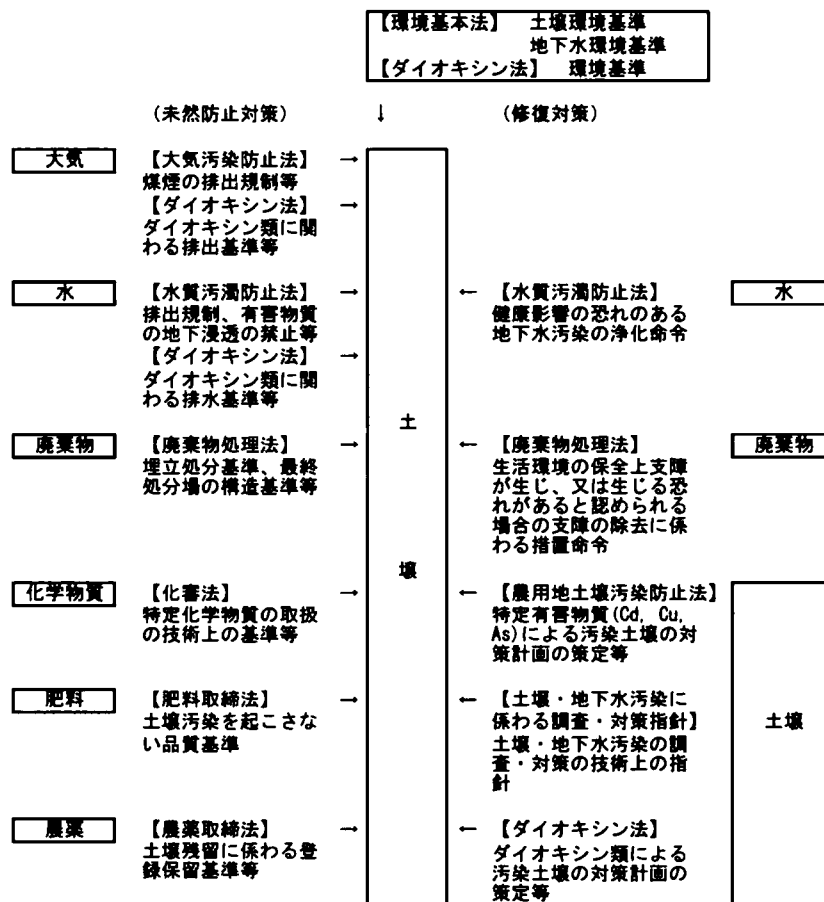 【環境基本法】 土壌環境基準
地下水環境基準
【ダイオキシン法】 環境基準
(未然防止対策) ↓ (修復対策)
大気
【大気汚染防止法】 →
煤煙の排出規制等
【ダイオキシン法】 →
ダイオキシン類に関
わる排出基準等
水
【水質汚濁防止法】 →
排出規制、有害物質
の地下浸透の禁止等
【ダイオキシン法】 →
ダイオキシン類に関
わる排水基準等
廃棄物
【廃棄物処理法】 →
埋立処分基準、最終
処分場の構造基準等
化学物質
【化審法】 →
特定化学物質の取扱
の技術上の基準等
肥料
【肥料取締法】 →
土壌汚染を起こさな
い品質基準
農薬
【農薬取締法】 →
土壌残留に係わる登
録保留基準等
土
壌
← 【水質汚濁防止法】
健康影響の恐れのある
地下水汚染の浄化命令
水
← 【廃棄物処理法】
生活環境の保全上支障
が生じ、又は生じる恐
れがあると認められる
場合の支障の除去に係
わる措置命令
廃棄物
← 【農用地土壌汚染防止法】
特定有害物質(Cd, Cu,
As)による汚染土壌の対
策計画の策定等
← 【土壌・地下水汚染に
係わる調査・対策指針】
土壌・地下水汚染の調
査・対策の技術上の指
針
← 【ダイオキシン法】
ダイオキシン類による
汚染土壌の対策計画の
策定等
土壌